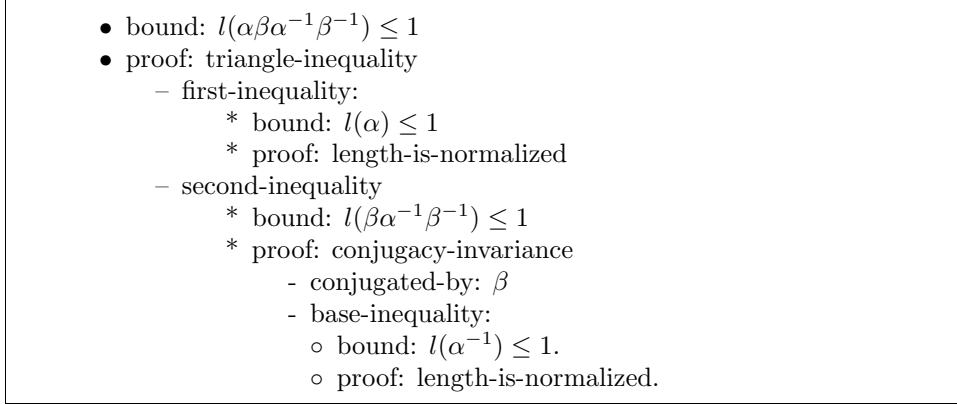 • bound: l(αβα⁻¹β⁻¹) ≤ 1
• proof: triangle-inequality
– first-inequality:
* bound: l(α) ≤ 1
* proof: length-is-normalized
– second-inequality
* bound: l(βα⁻¹β⁻¹) ≤ 1
* proof: conjugacy-invariance
- conjugated-by: β
- base-inequality:
◦ bound: l(α⁻¹) ≤ 1.
◦ proof: length-is-normalized.